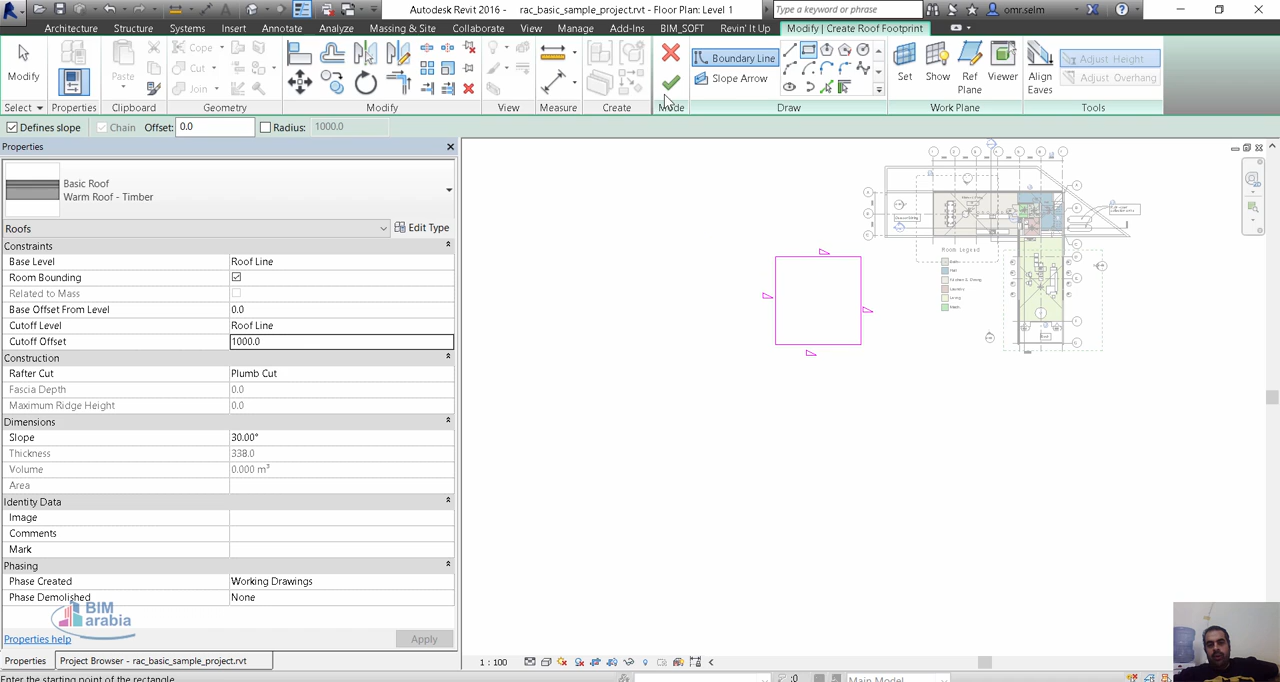 Autodesk Revit 2016 - rac_basic_sample_project.rvt - Floor Plan: Level 1
Type a keyword or phrase
omr.selm
Architecture Structure Systems Insert Annotate Analyze Massing & Site Collaborate View Manage Add-Ins BIM_SOFT Revin' It Up Modify | Create Roof Footprint
Modify
Paste
Cope
Cut
Join
Boundary Line
Slope Arrow
Set Show Ref Plane Viewer
Align Eaves
Adjust Height
Adjust Overhang
Select Properties Clipboard Geometry Modify View Measure Create Mode Draw Work Plane Tools
Defines slope Chain Offset: 0.0 Radius: 1000.0
Properties
Basic Roof
Warm Roof - Timber
Roofs Edit Type
Constraints
Base Level Roof Line
Room Bounding
Related to Mass
Base Offset From Level 0.0
Cutoff Level Roof Line
Cutoff Offset 1000.0
Construction
Rafter Cut Plumb Cut
Fascia Depth 0.0
Maximum Ridge Height 0.0
Dimensions
Slope 30.00°
Thickness 338.0
Volume 0.000 m³
Area
Identity Data
Image
Comments
Mark
Phasing
Phase Created Working Drawings
Phase Demolished None
BIM
arabia
Properties help Apply
Properties Project Browser - rac_basic_sample_project.rvt
Room Legend
Kitchen & Dining
Laundry
Living
1 : 100
Enter the starting point of the rectangle.
:0
Main Model